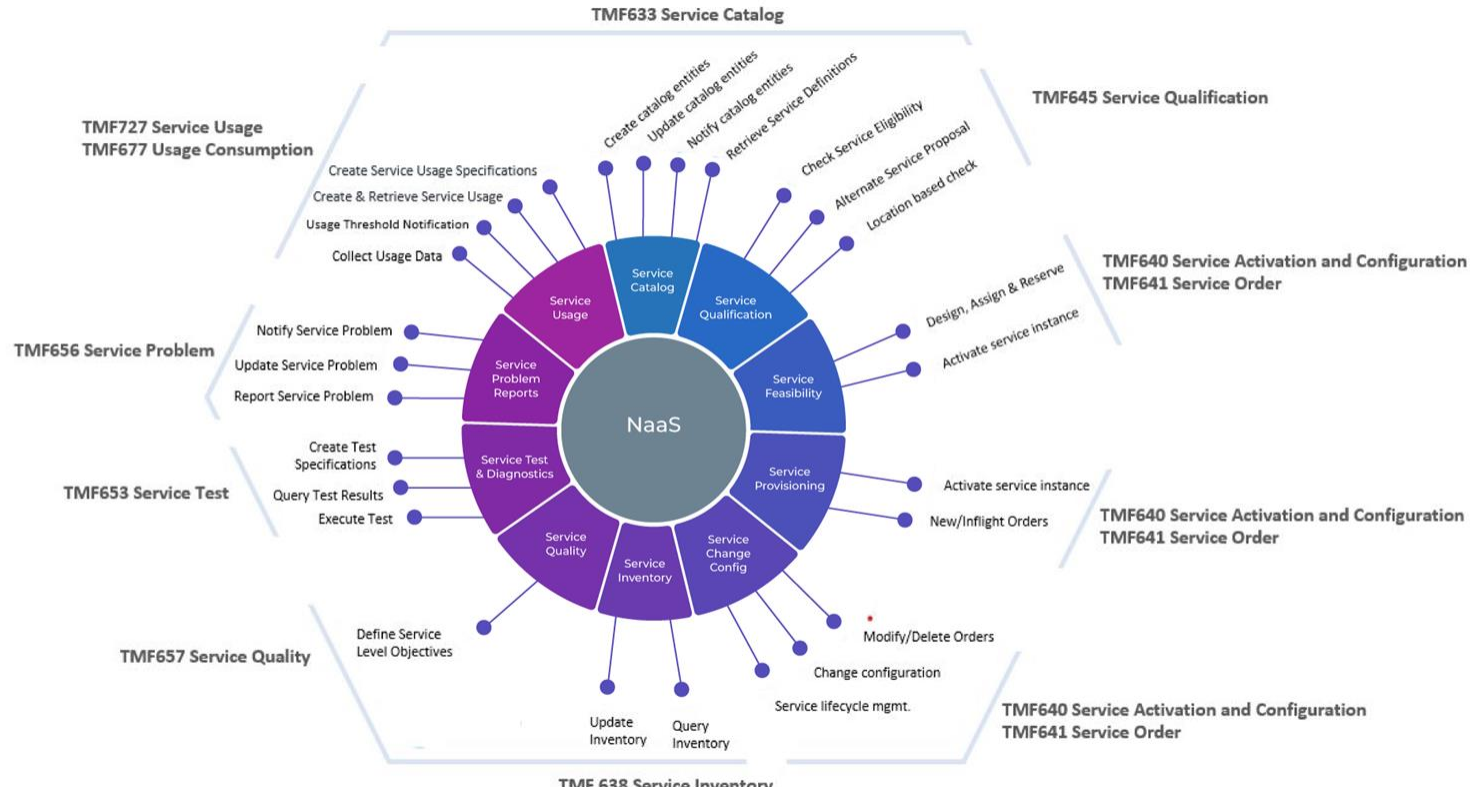 TMF633 Service Catalog
Create catalog entities
Update catalog entities
Notify catalog entities
Retrieve Service Definitions
TMF645 Service Qualification
Check Service Eligibility
Alternate Service Proposal
Location based check
TMF727 Service Usage
TMF677 Usage Consumption
Create Service Usage Specifications
Create & Retrieve Service Usage
Usage Threshold Notification
Collect Usage Data
TMF640 Service Activation and Configuration
TMF641 Service Order
Design, Assign & Reserve
Activate service instance
TMF656 Service Problem
Notify Service Problem
Update Service Problem
Report Service Problem
Service
Catalog
Service
Qualification
Service
Feasibility
Service
Provisioning
Service
Change
Config
Service
Inventory
Service
Quality
Service Test
& Diagnostics
Service
Problem
Reports
Service
Usage
NaaS
TMF653 Service Test
Create Test
Specifications
Query Test Results
Execute Test
Activate service instance
New/Inflight Orders
TMF640 Service Activation and Configuration
TMF641 Service Order
TMF657 Service Quality
Define Service
Level Objectives
Update
Inventory
Query
Inventory
Modify/Delete Orders
Change configuration
Service lifecycle mgmt.
TMF640 Service Activation and Configuration
TMF641 Service Order
TMF 638 Service Inventory